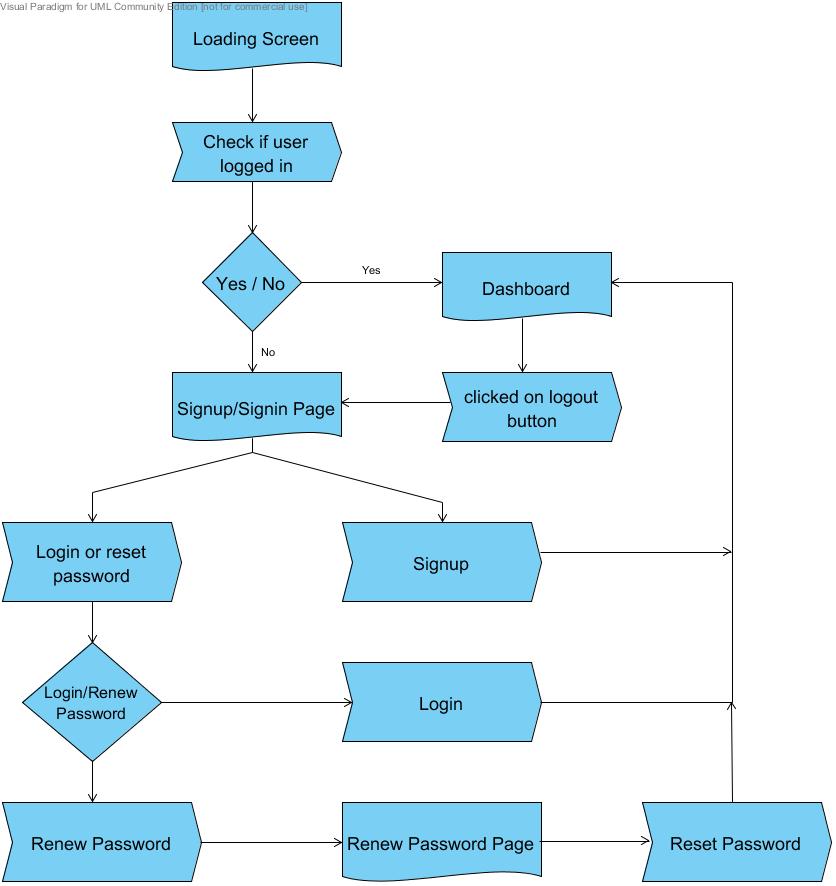 Visual Paradigm for UML Community Edition [not for commercial use]
Loading Screen
Check if user
logged in
Yes / No
Yes
Dashboard
No
Signup/Signin Page
clicked on logout
button
Login or reset
password
Signup
Login/Renew
Password
Login
Renew Password
Renew Password Page
Reset Password